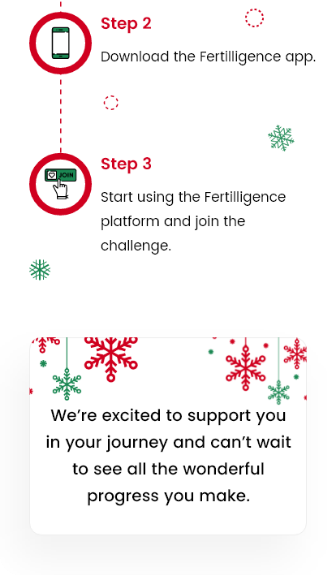 Step 2
Download the Fertilligence app.
JOIN
Step 3
Start using the Fertilligence
platform and join the
challenge.
We're excited to support you
in your journey and can't wait
to see all the wonderful
progress you make.